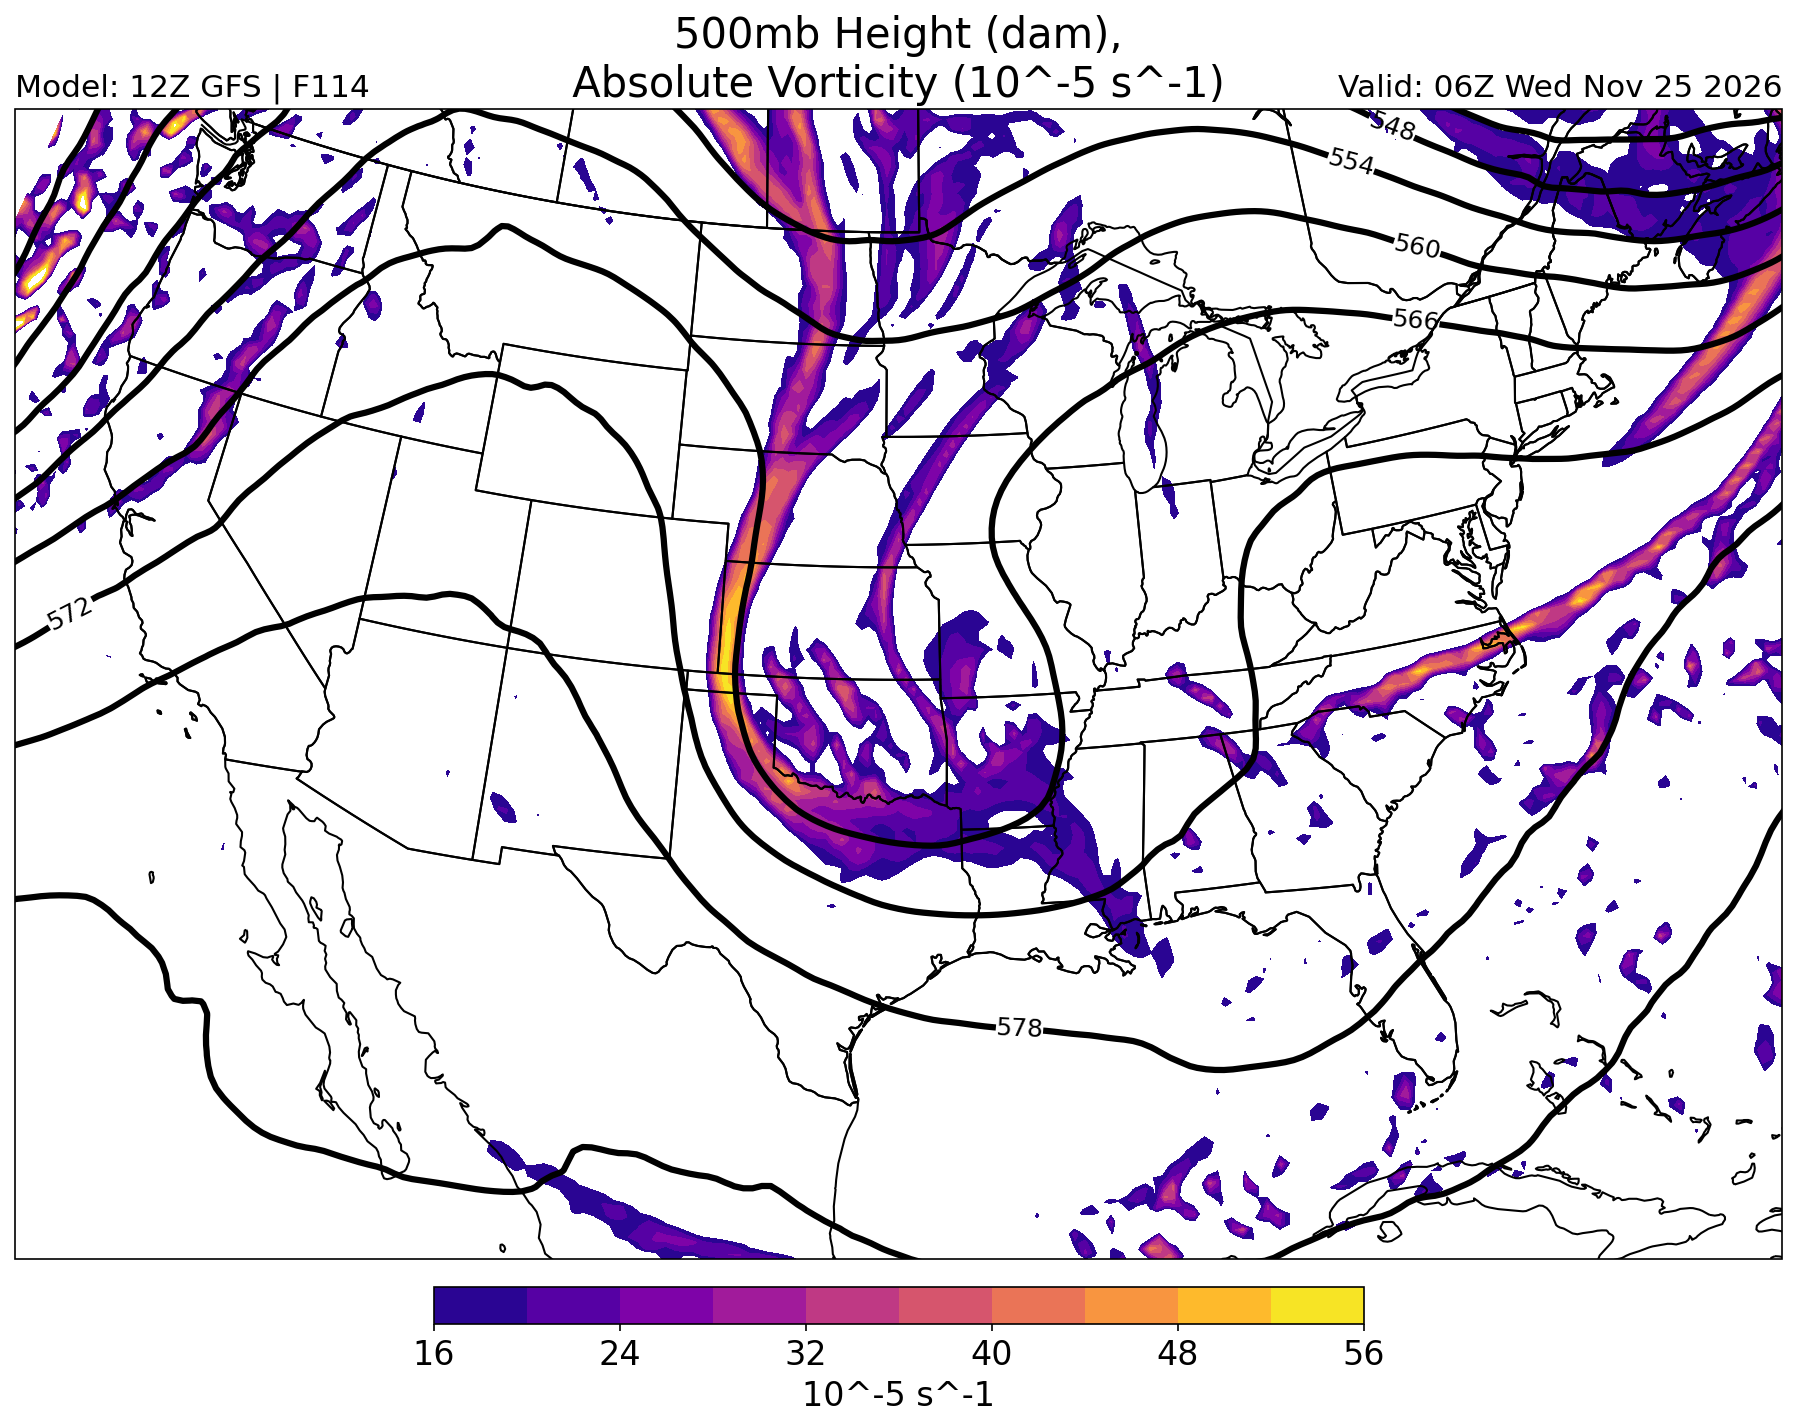 500mb Height (dam),
Model: 12Z GFS | F114
Absolute Vorticity (10^-5 s^-1)
Valid: 06Z Wed Nov 25 2026
548
554
560
566
572
578
16 24 32 40 48 56
10^-5 s^-1